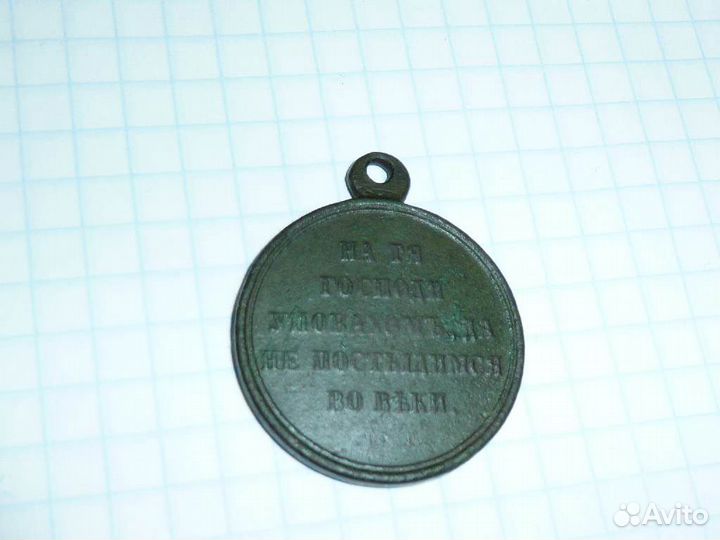 НА ТЯ
ГОСПОДИ
УПОВАХОМЪ, ДА
НЕ ПОСТЫДИМСЯ
ВО ВѢКИ.
Avito